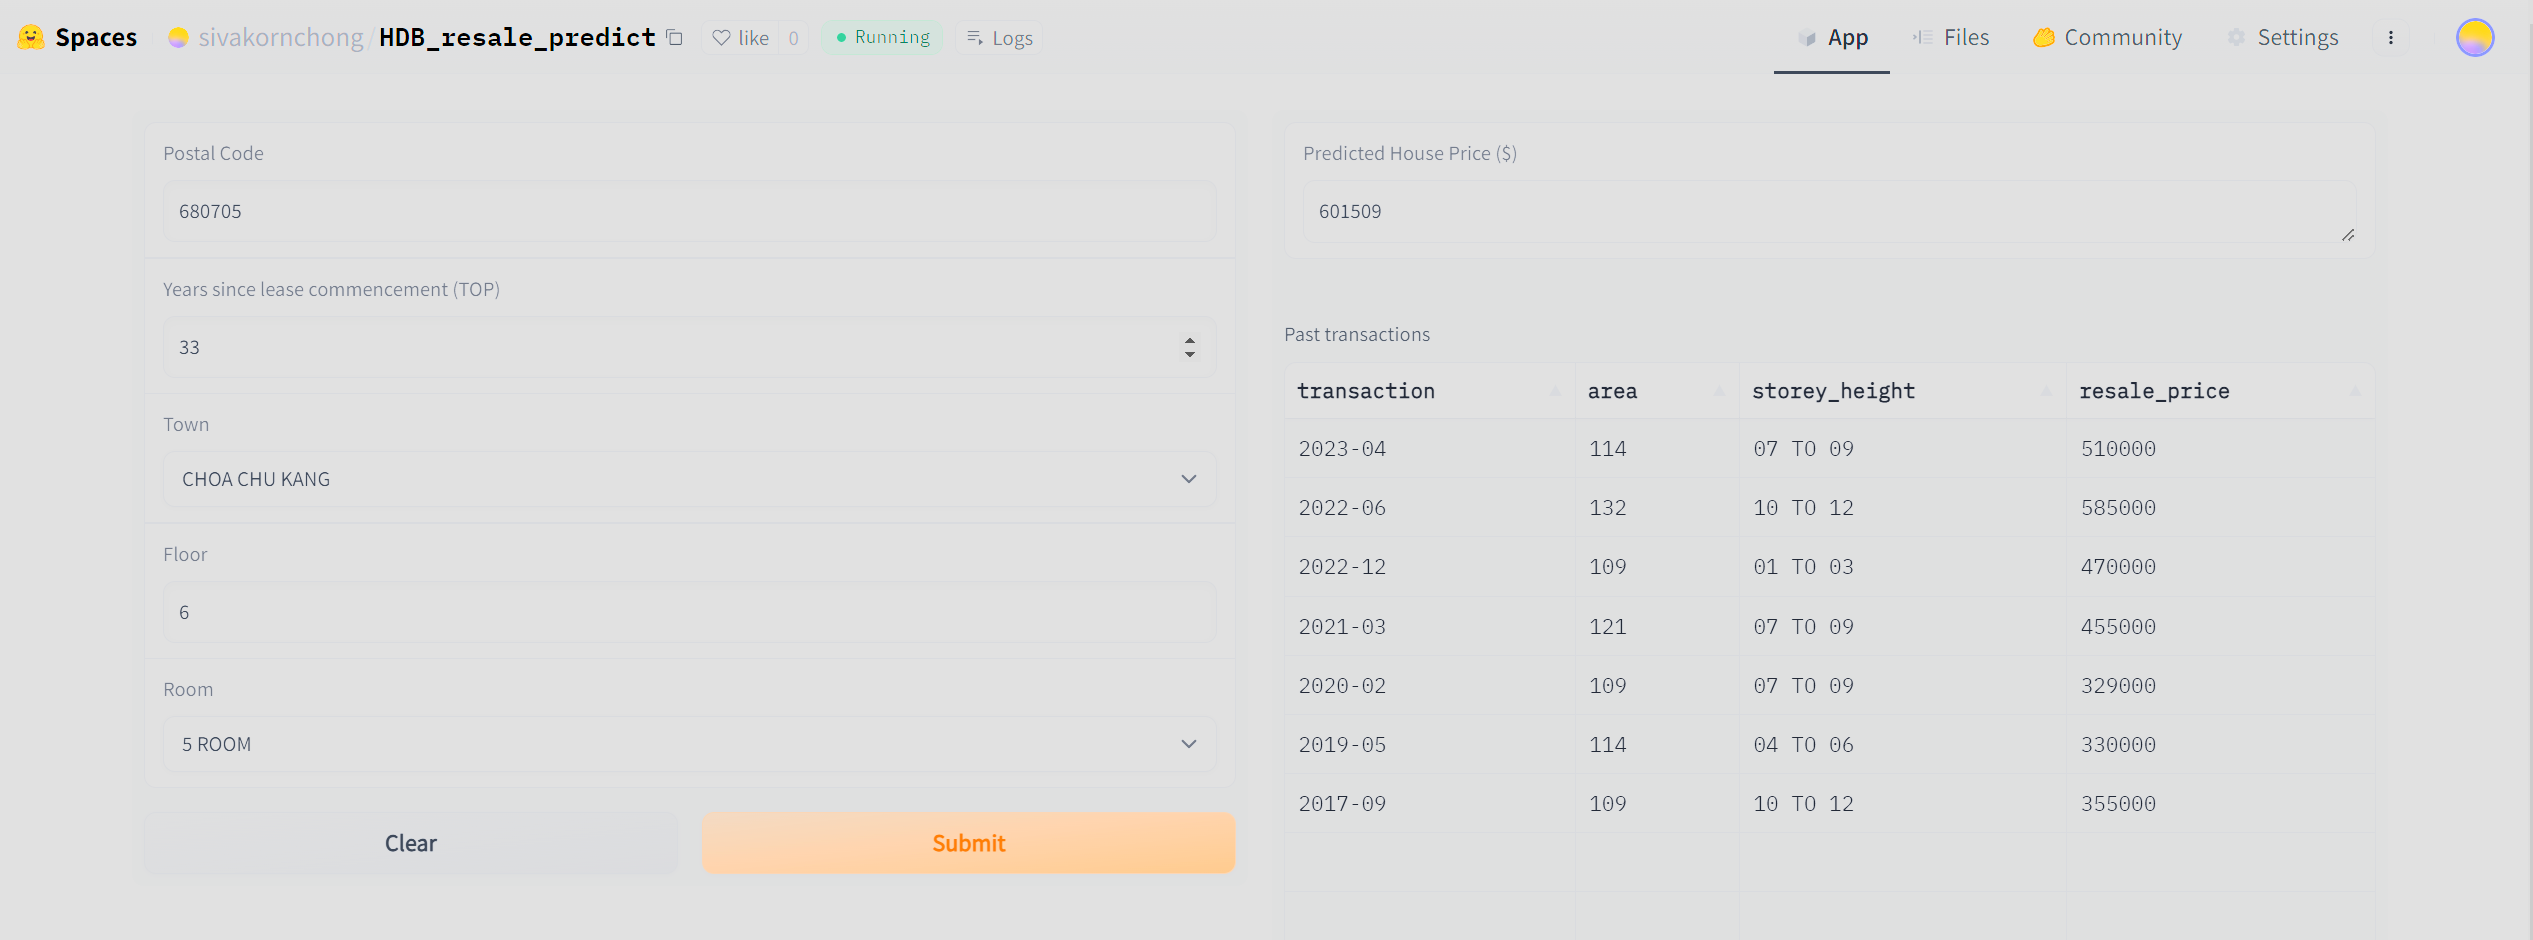 Spaces sivakornchong/HDB_resale_predict like 0 Running Logs App Files Community Settings
Postal Code
680705
Years since lease commencement (TOP)
33
Town
CHOA CHU KANG
Floor
6
Room
5 ROOM
Clear Submit
Predicted House Price ($)
601509
Past transactions
transaction area storey_height resale_price
2023-04 114 07 TO 09 510000
2022-06 132 10 TO 12 585000
2022-12 109 01 TO 03 470000
2021-03 121 07 TO 09 455000
2020-02 109 07 TO 09 329000
2019-05 114 04 TO 06 330000
2017-09 109 10 TO 12 355000